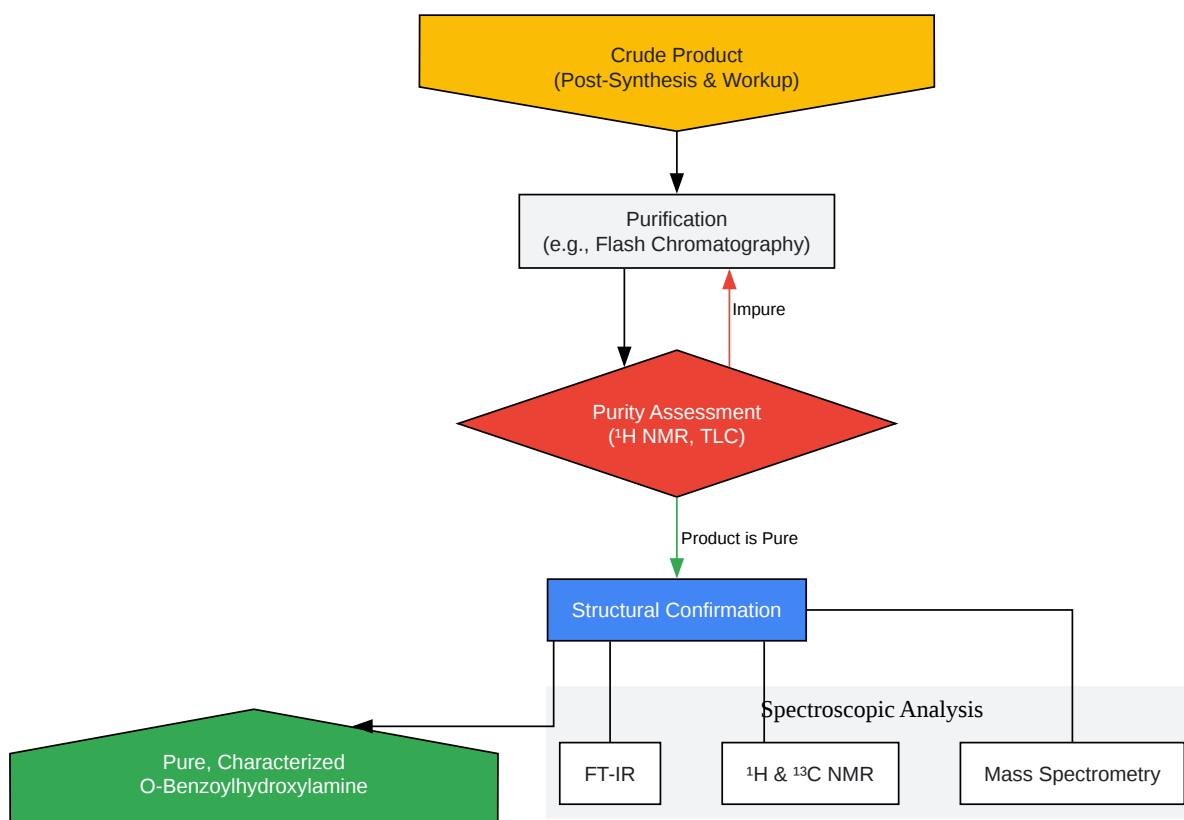 Crude Product
(Post-Synthesis & Workup)
Purification
(e.g., Flash Chromatography)
Impure
Purity Assessment
(¹H NMR, TLC)
Product is Pure
Structural Confirmation
Spectroscopic Analysis
Pure, Characterized
O-Benzoylhydroxylamine
FT-IR
¹H & ¹³C NMR
Mass Spectrometry